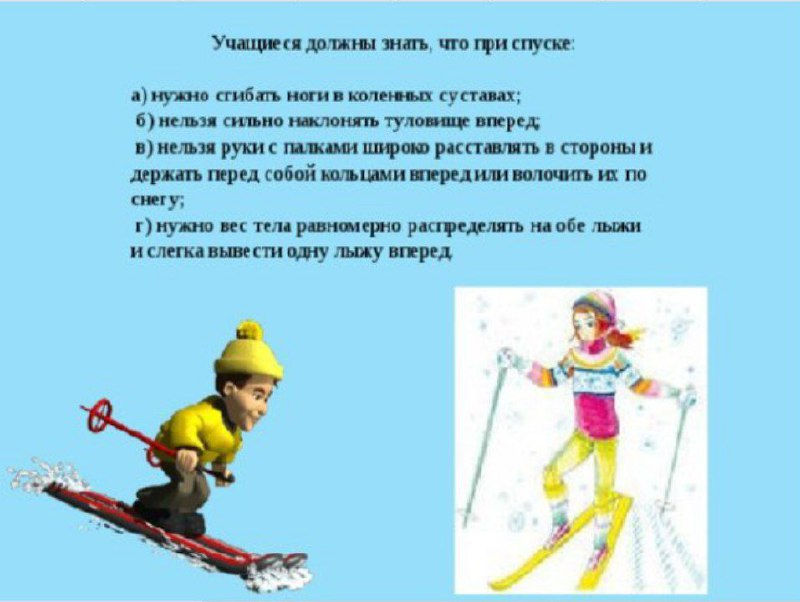 Учащиеся должны знать, что при спуске:
а) нужно сгибать ноги в коленных суставах;
б) нельзя сильно наклонять туловище вперед;
в) нельзя руки с палками широко расставлять в стороны и
держать перед собой кольцами вперед или волочить их по
снегу;
г) нужно вес тела равномерно распределять на обе лыжи
и слегка вывести одну лыжу вперед.